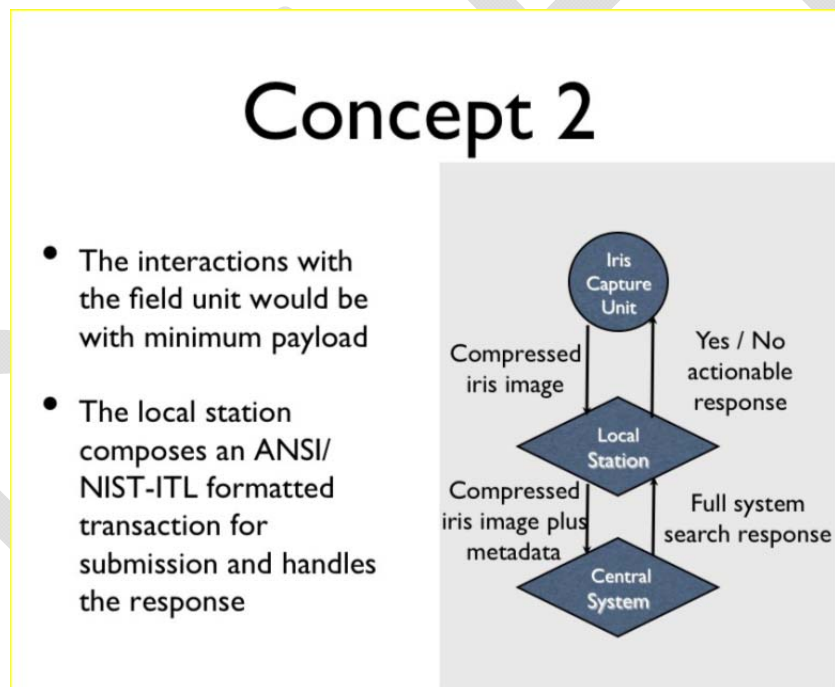 Concept 2
• The interactions with
the field unit would be
with minimum payload
• The local station
composes an ANSI/
NIST-ITL formatted
transaction for
submission and handles
the response
Iris
Capture
Unit
Compressed
iris image
Yes / No
actionable
response
Local
Station
Compressed
iris image plus
metadata
Full system
search response
Central
System